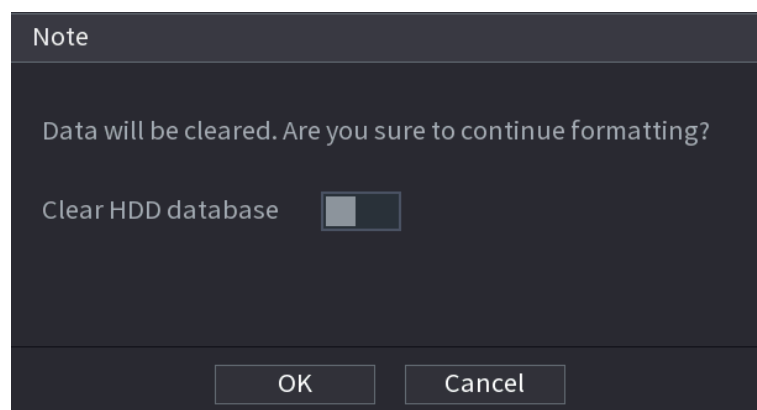 Note
Data will be cleared. Are you sure to continue formatting?
Clear HDD database
OK
Cancel